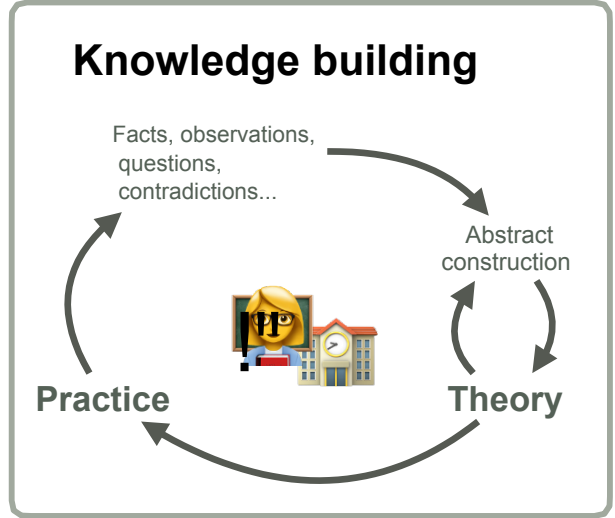 Knowledge building
Facts, observations,
questions,
contradictions...
Abstract
construction
!!!
Practice
Theory